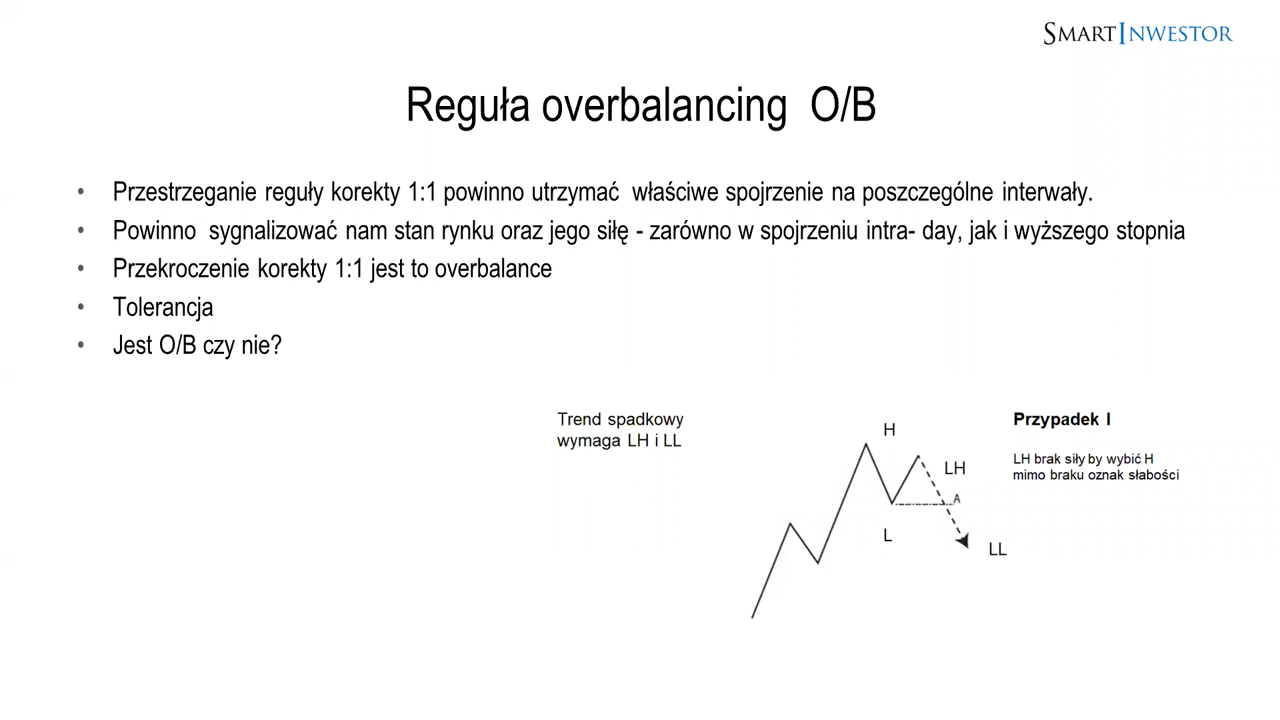 SMARTINWESTOR
Reguła overbalancing O/B
• Przestrzeganie reguły korekty 1:1 powinno utrzymać właściwe spojrzenie na poszczególne interwały.
• Powinno sygnalizować nam stan rynku oraz jego siłę - zarówno w spojrzeniu intra- day, jak i wyższego stopnia
• Przekroczenie korekty 1:1 jest to overbalance
• Tolerancja
• Jest O/B czy nie?
Trend spadkowy
wymaga LH i LL
H
LH
A
L
LL
Przypadek I
LH brak siły by wybić H
mimo braku oznak słabości